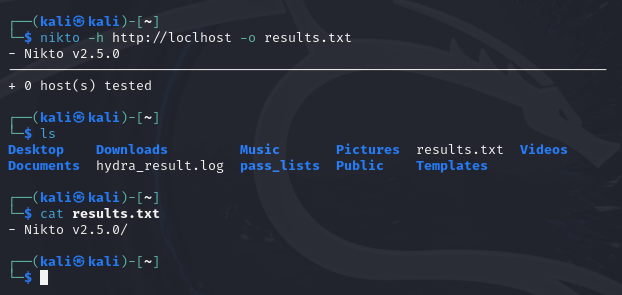 ┌──(kali㉿kali)-[~]
└─$ nikto -h http://loclhost -o results.txt
- Nikto v2.5.0
---------------------------------------------------------------------------
+ 0 host(s) tested
┌──(kali㉿kali)-[~]
└─$ ls
Desktop Downloads Music Pictures results.txt Videos
Documents hydra_result.log pass_lists Public Templates
┌──(kali㉿kali)-[~]
└─$ cat results.txt
- Nikto v2.5.0/
┌──(kali㉿kali)-[~]
└─$